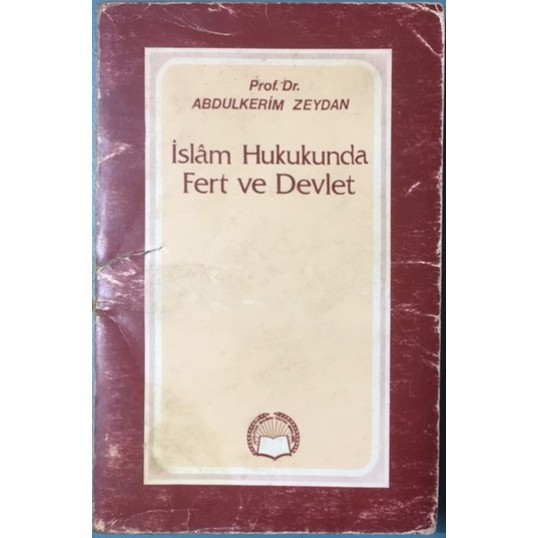 Prof. Dr.
ABDULKERİM ZEYDAN
İslâm Hukukunda
Fert ve Devlet